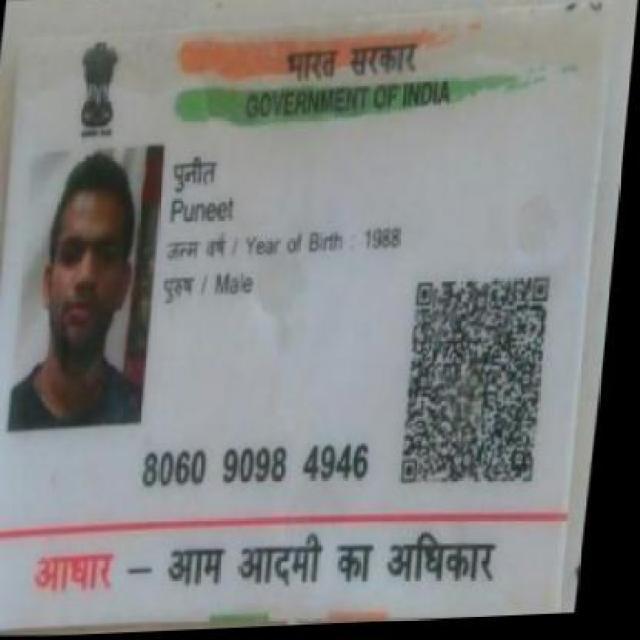 भारत सरकार
GOVERNMENT OF INDIA
पुनीत
Puneet
जन्म वर्ष / Year of Birth : 1988
पुरुष / Male
8060 9098 4946
आधार – आम आदमी का अधिकार